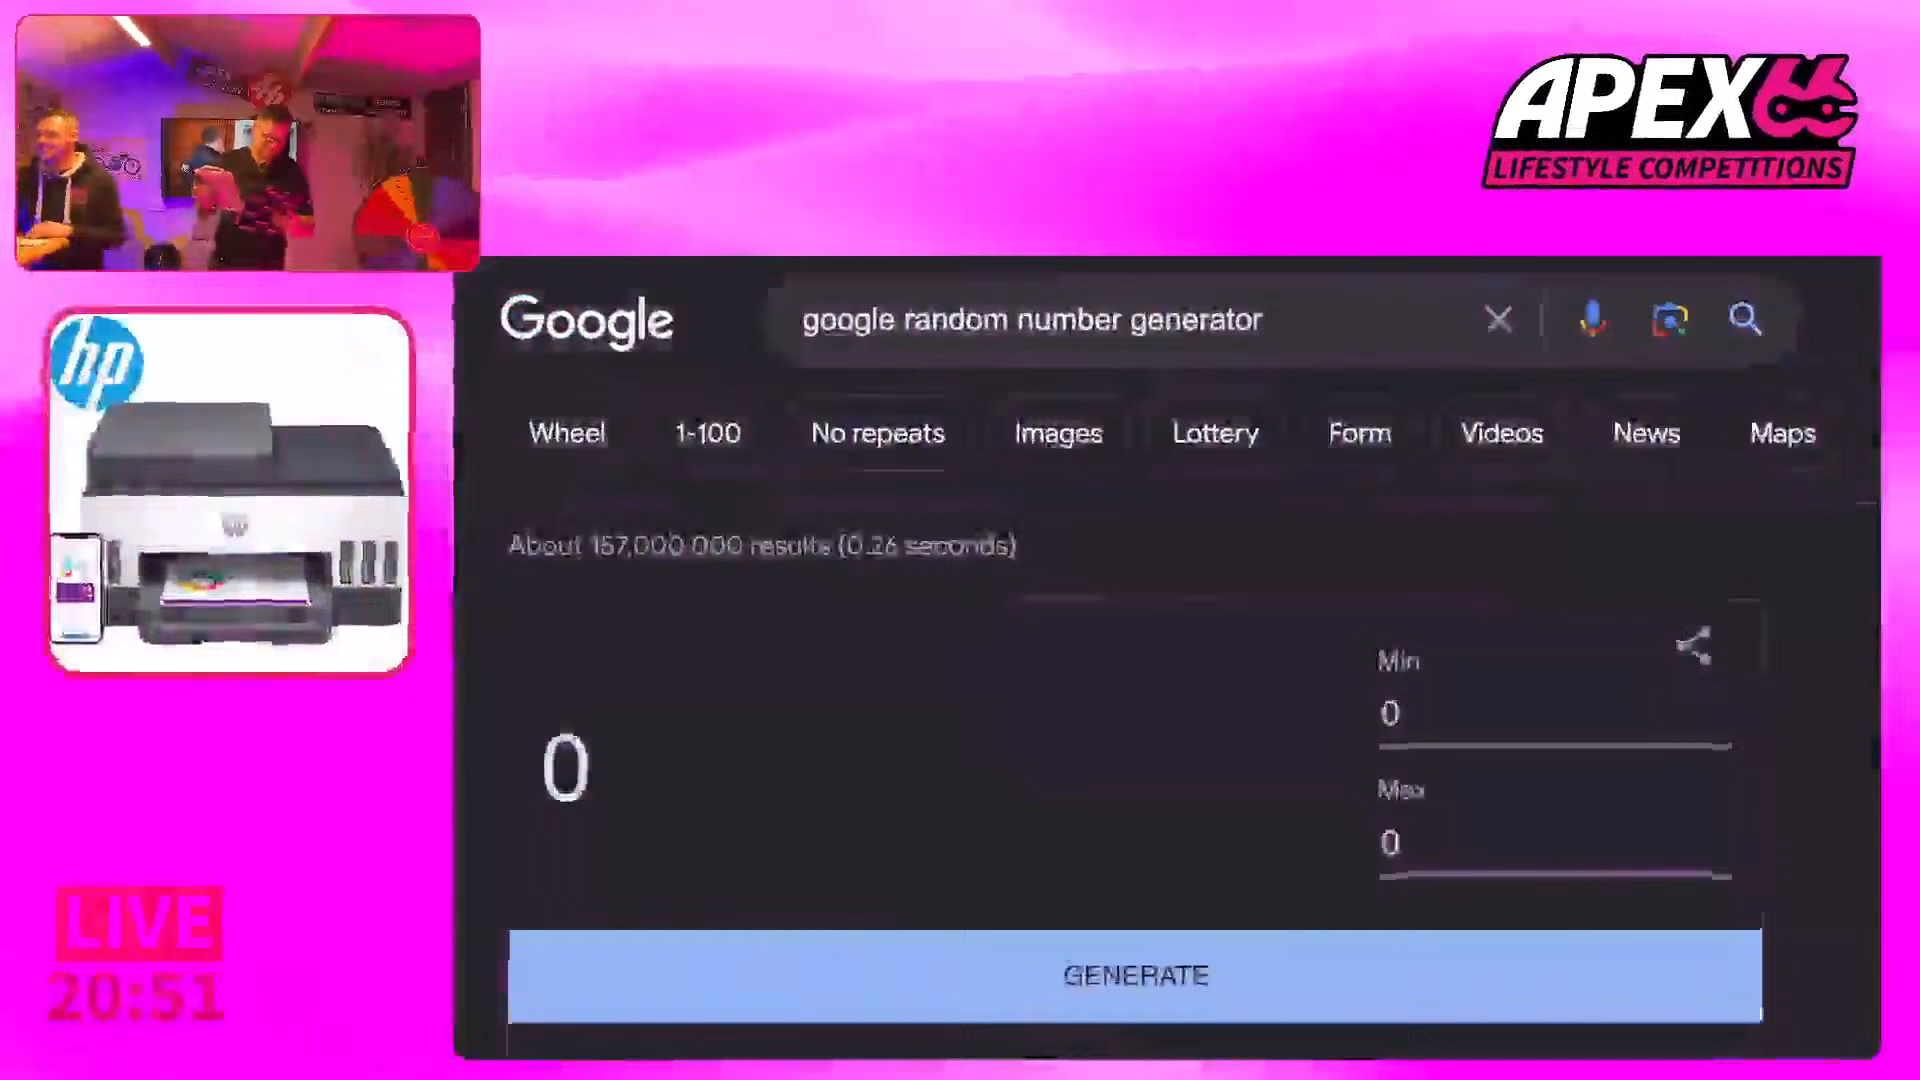 APEX66
LIFESTYLE COMPETITIONS
hp
Google
google random number generator
Wheel
1-100
No repeats
Images
Lottery
Form
Videos
News
Maps
About 157,000,000 results (0.26 seconds)
Min
0
0
Max
0
GENERATE
LIVE
20:51